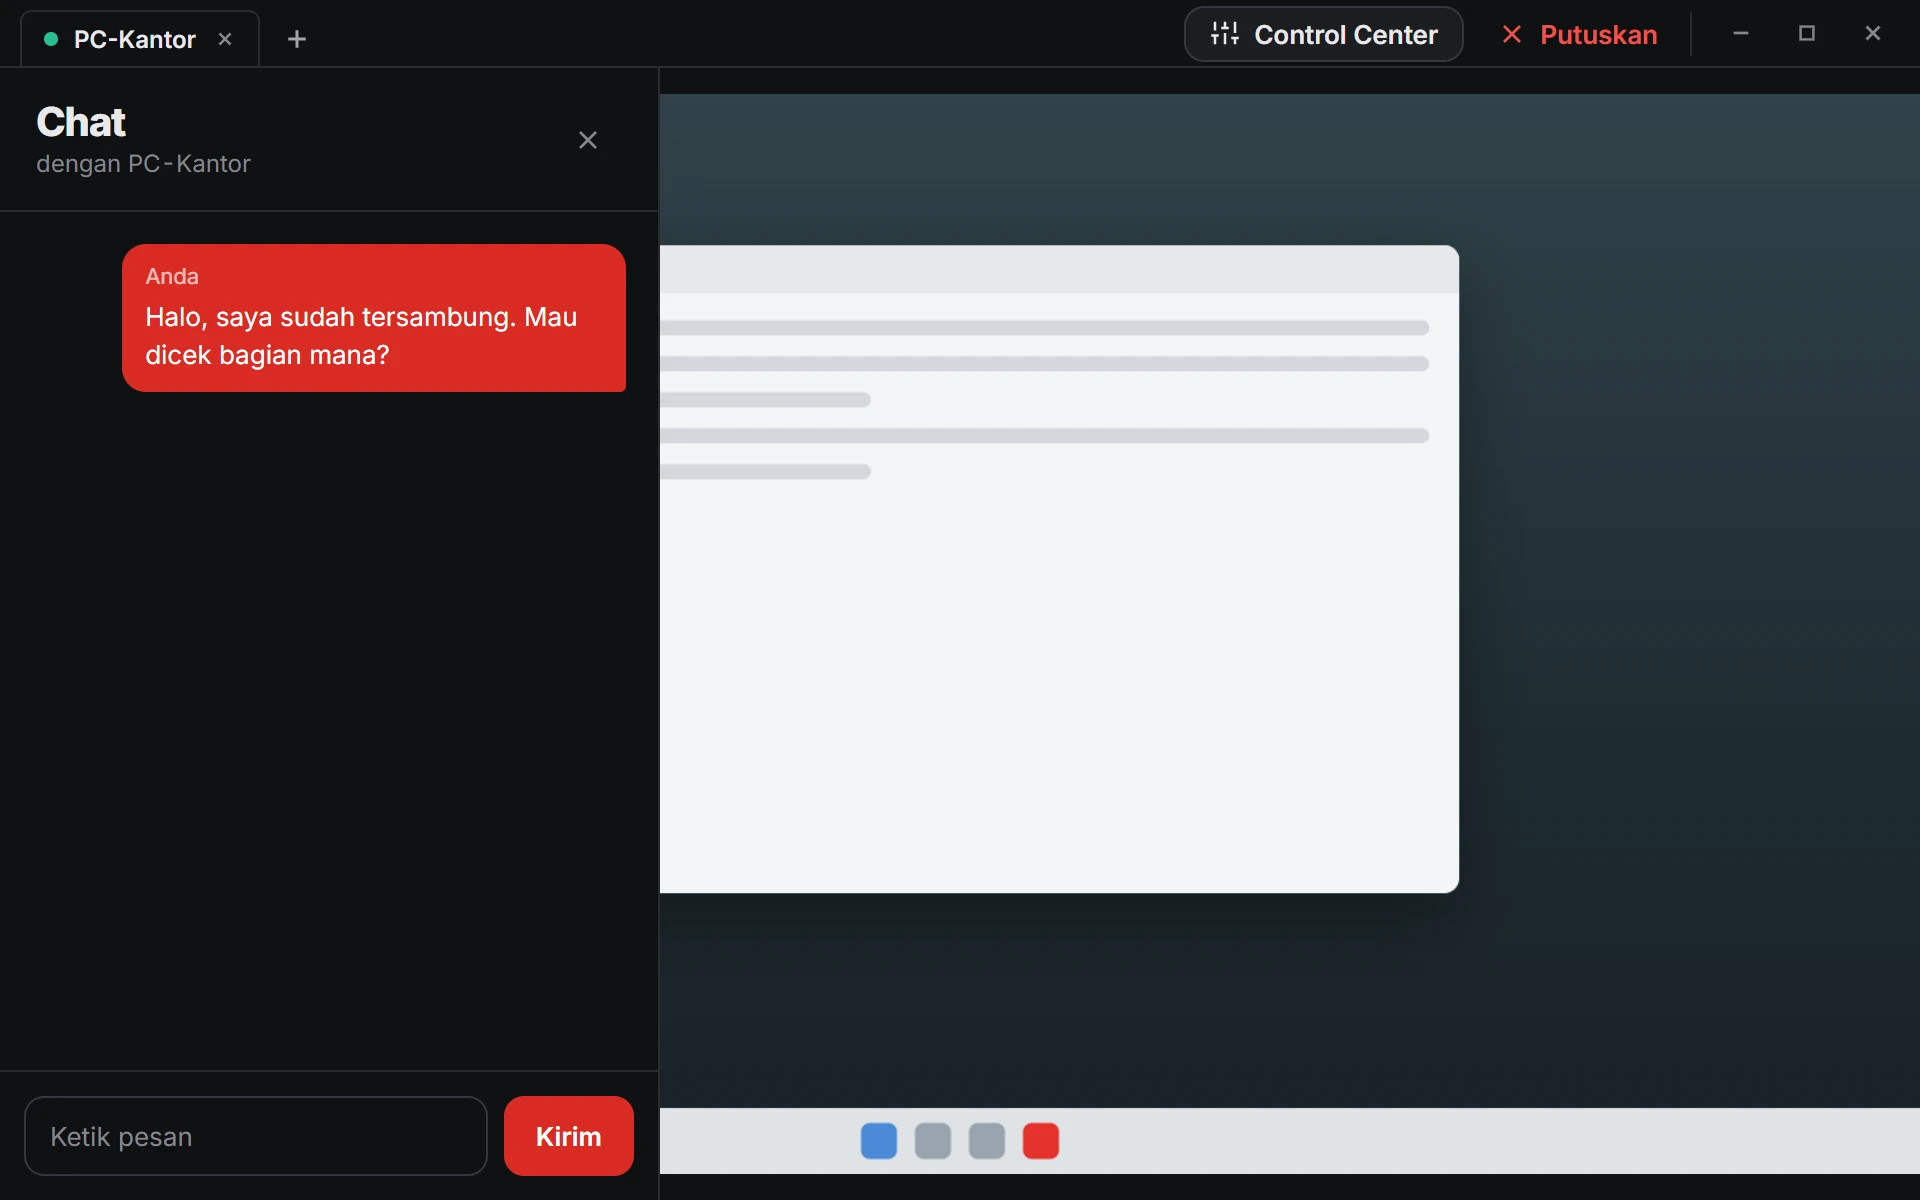 PC-Kantor
Control Center
Putuskan
Chat
dengan PC-Kantor
Anda
Halo, saya sudah tersambung. Mau
dicek bagian mana?
Ketik pesan
Kirim